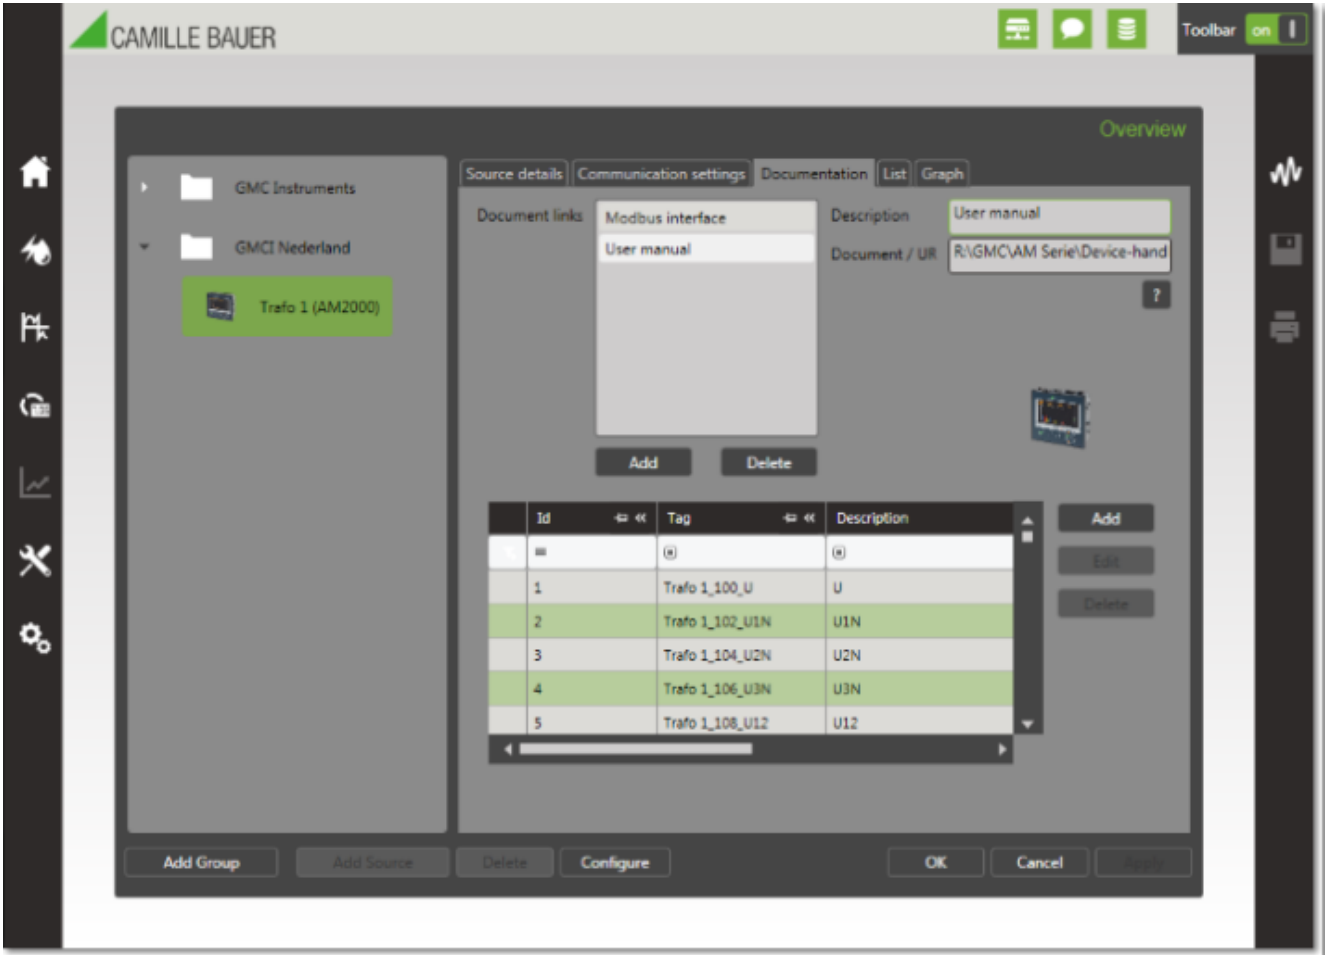 CAMILLE BAUER
Toolbar on
Overview
GMC Instruments
GMCI Nederland
Trafo 1 (AM2000)
Source details Communication settings Documentation List Graph
Document links
Modbus interface
User manual
Description User manual
Document / UR R:\GMC\AM Serie\Device-hand
?
Add Delete
Id Tag Description
=
1 Trafo 1_100_U U
2 Trafo 1_102_U1N U1N
3 Trafo 1_104_U2N U2N
4 Trafo 1_106_U3N U3N
5 Trafo 1_108_U12 U12
Add
Edit
Delete
Add Group Add Source Delete Configure OK Cancel Apply